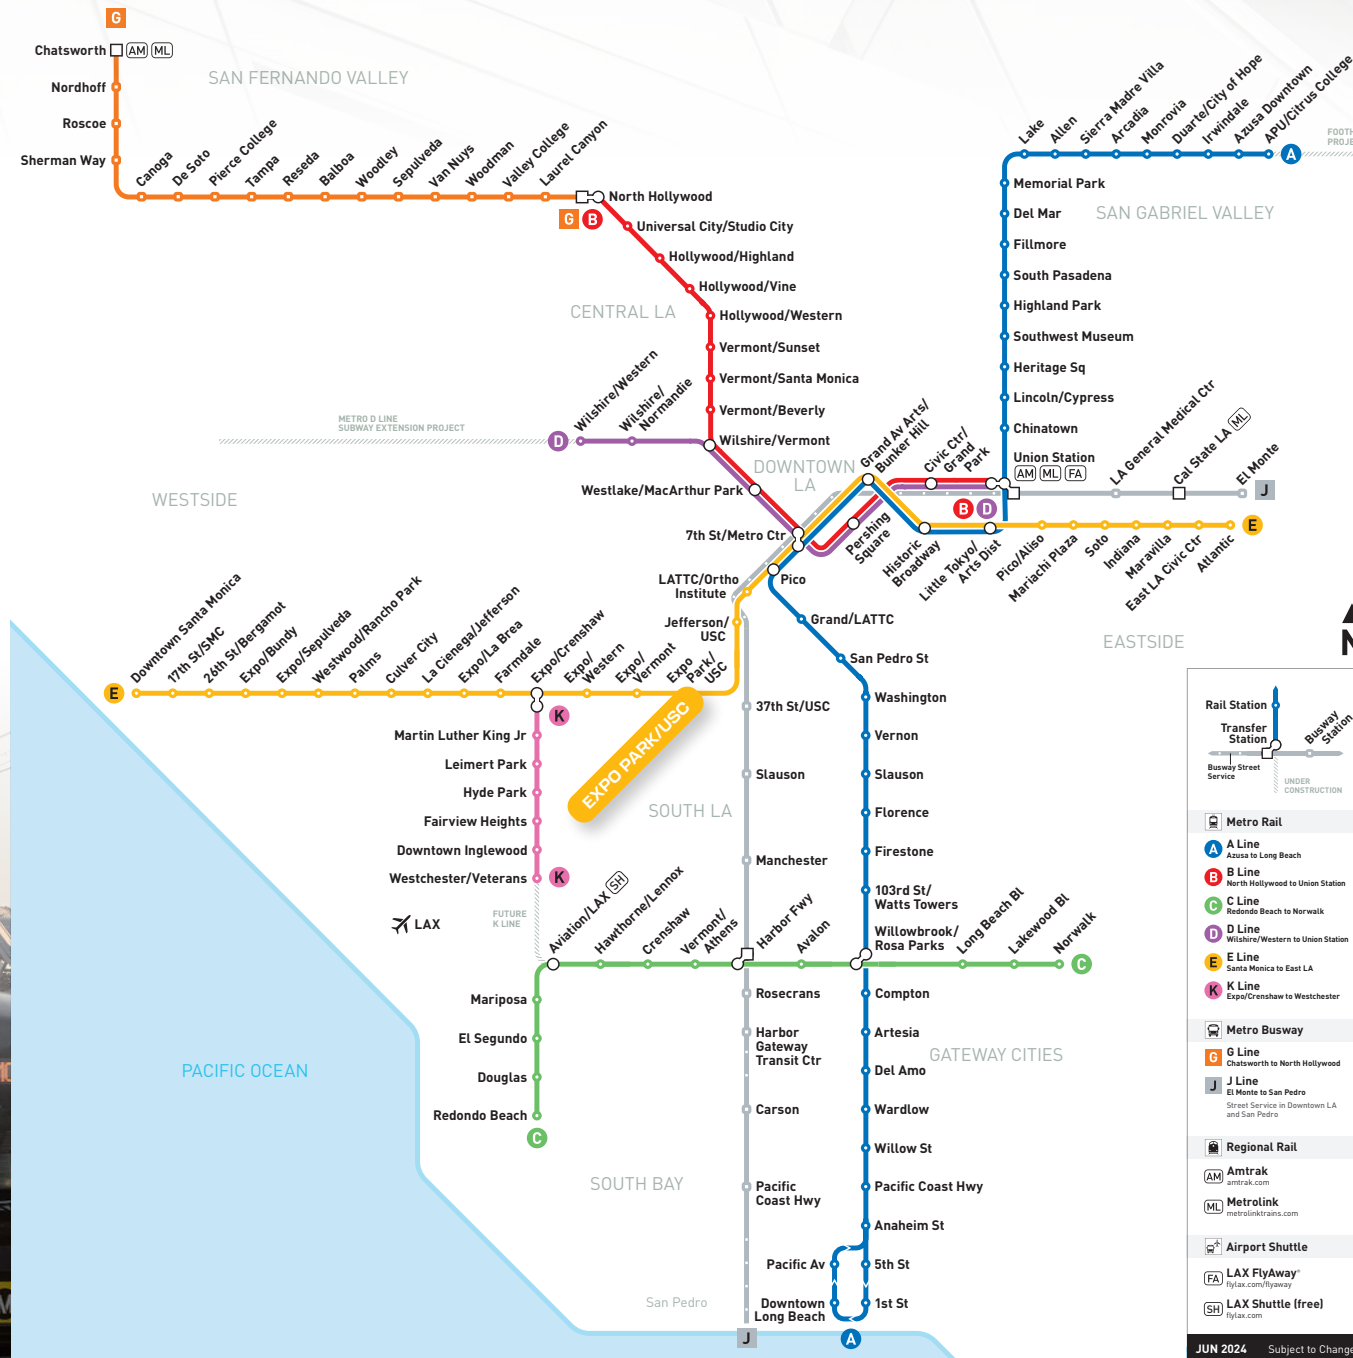 G
Chatsworth AM ML
Nordhoff
Roscoe
Sherman Way
SAN FERNANDO VALLEY
Canoga
De Soto
Pierce College
Tampa
Reseda
Balboa
Woodley
Sepulveda
Van Nuys
Woodman
Valley College
Laurel Canyon
North Hollywood
G B
Universal City/Studio City
Hollywood/Highland
Hollywood/Vine
CENTRAL LA
Hollywood/Western
Vermont/Sunset
Vermont/Santa Monica
Vermont/Beverly
Wilshire/Vermont
Wilshire/Western
Wilshire/
Normandie
METRO D LINE
SUBWAY EXTENSION PROJECT
D
WESTSIDE
DOWNTOWN
LA
Westlake/MacArthur Park
7th St/Metro Ctr
Pershing
Square
Grand Av Arts/
Bunker Hill
Civic Ctr/
Grand
Park
Historic
Broadway
Little Tokyo/
Arts Dist
B D
Lake
Allen
Sierra Madre Villa
Arcadia
Monrovia
Duarte/City of Hope
Irwindale
Azusa Downtown
APU/Citrus College
A
FOOTH
PROJE
Memorial Park
Del Mar
SAN GABRIEL VALLEY
Fillmore
South Pasadena
Highland Park
Southwest Museum
Heritage Sq
Lincoln/Cypress
Chinatown
Union Station
AM ML FA
LA General Medical Ctr
Cal State LA ML
El Monte
J
Pico/Aliso
Mariachi Plaza
Soto
Indiana
Maravilla
East LA Civic Ctr
Atlantic
E
EASTSIDE
N
LATTC/Ortho
Institute
Pico
Jefferson/
USC
Grand/LATTC
San Pedro St
Washington
Vernon
Slauson
Florence
Firestone
103rd St/
Watts Towers
Willowbrook/
Rosa Parks
E
Downtown Santa Monica
17th St/SMC
26th St/Bergamot
Expo/Bundy
Expo/Sepulveda
Westwood/Rancho Park
Palms
Culver City
La Cienega/Jefferson
Expo/La Brea
Farmdale
Expo/Crenshaw
Expo/
Western
Expo/
Vermont
Expo
Park/
USC
EXPO PARK/USC
K
Martin Luther King Jr
Leimert Park
Hyde Park
Fairview Heights
Downtown Inglewood
Westchester/Veterans
K
LAX
FUTURE
K LINE
SOUTH LA
37th St/USC
Slauson
Manchester
Aviation/LAX SH
Hawthorne/Lennox
Crenshaw
Vermont/
Athens
Harbor Fwy
Avalon
Long Beach Bl
Lakewood Bl
Norwalk
C
Mariposa
El Segundo
Douglas
Redondo Beach
C
Rosecrans
Harbor
Gateway
Transit Ctr
Carson
Pacific
Coast Hwy
Compton
Artesia
Del Amo
Wardlow
Willow St
Pacific Coast Hwy
Anaheim St
Pacific Av
5th St
Downtown
Long Beach
1st St
A
J
San Pedro
GATEWAY CITIES
SOUTH BAY
PACIFIC OCEAN
Rail Station
Transfer
Station
Busway
Station
Busway Street
Service
UNDER
CONSTRUCTION
Metro Rail
A A Line
Azusa to Long Beach
B B Line
North Hollywood to Union Station
C C Line
Redondo Beach to Norwalk
D D Line
Wilshire/Western to Union Station
E E Line
Santa Monica to East LA
K K Line
Expo/Crenshaw to Westchester
Metro Busway
G G Line
Chatsworth to North Hollywood
J J Line
El Monte to San Pedro
Street Service in Downtown LA
and San Pedro
Regional Rail
AM Amtrak
amtrak.com
ML Metrolink
metrolinktrains.com
Airport Shuttle
FA LAX FlyAway®
flylax.com/flyaway
SH LAX Shuttle (free)
flylax.com
JUN 2024 Subject to Change